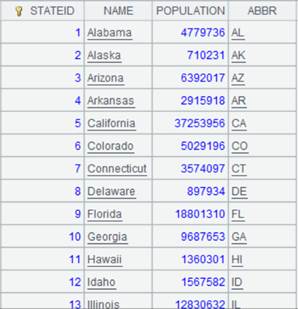 STATEID NAME POPULATION ABBR
1 Alabama 4779736 AL
2 Alaska 710231 AK
3 Arizona 6392017 AZ
4 Arkansas 2915918 AR
5 California 37253956 CA
6 Colorado 5029196 CO
7 Connecticut 3574097 CT
8 Delaware 897934 DE
9 Florida 18801310 FL
10 Georgia 9687653 GA
11 Hawaii 1360301 HI
12 Idaho 1567582 ID
13 Illinois 12830632 IL